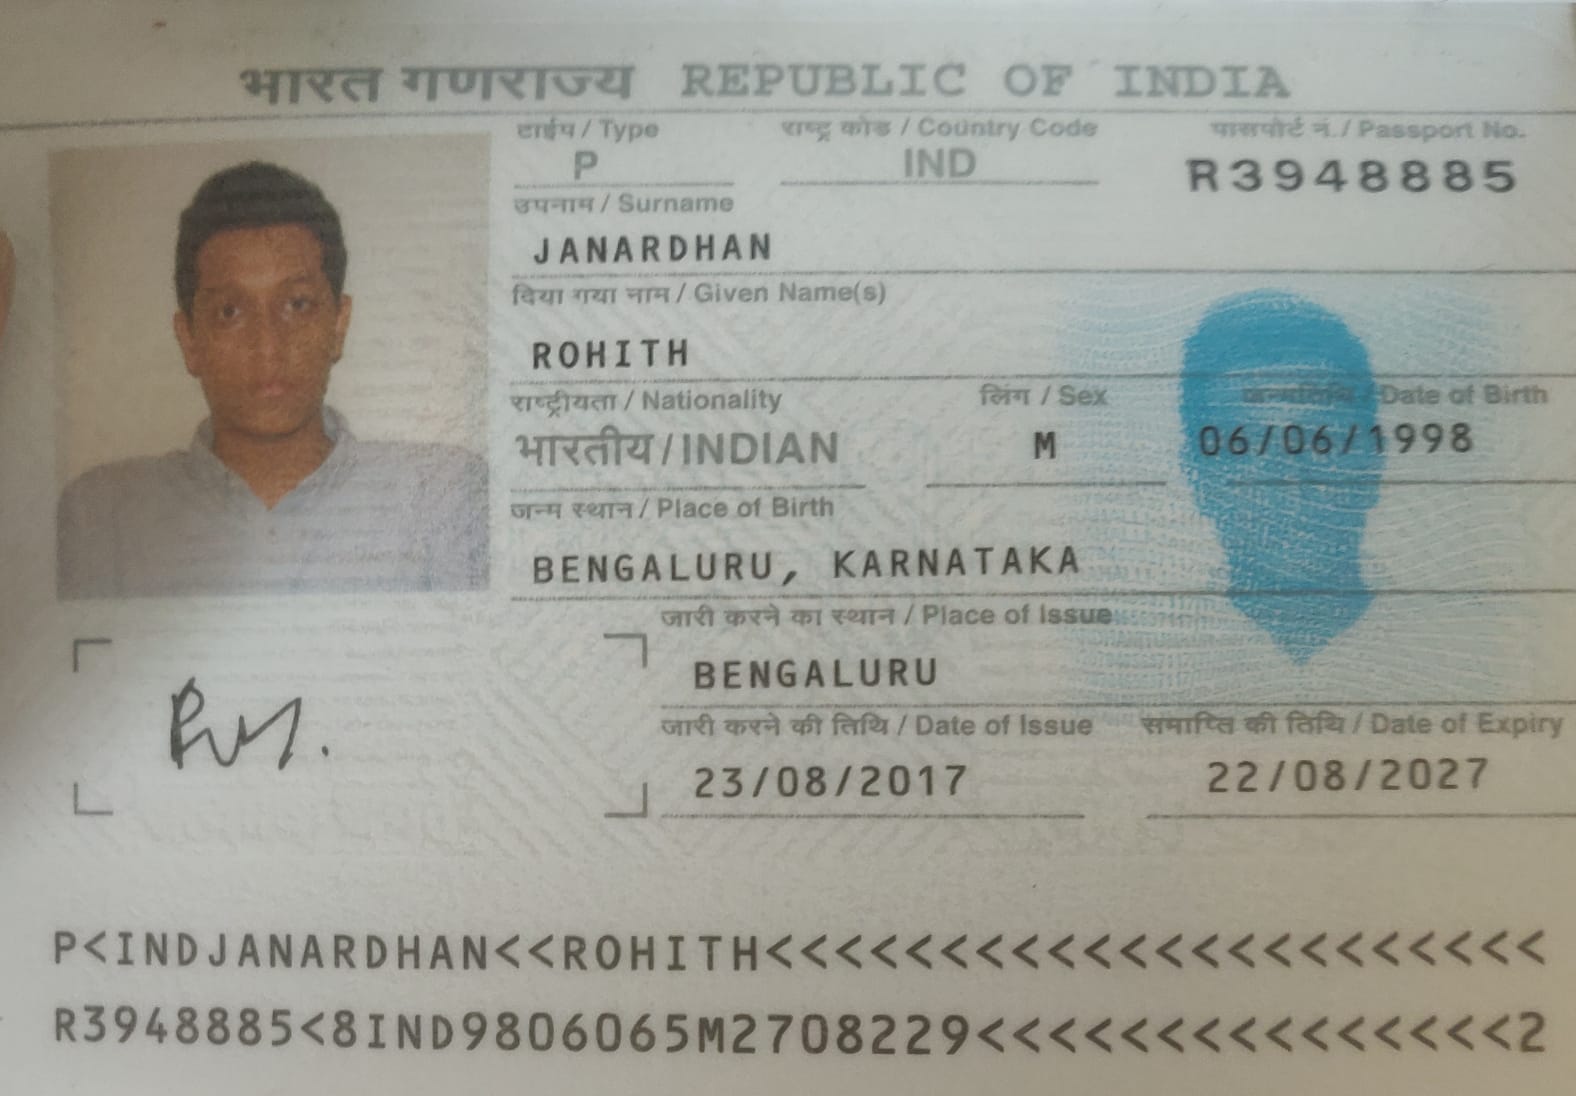 भारत गणराज्य REPUBLIC OF INDIA
टाईप / Type राष्ट्र कोड / Country Code पासपोर्ट नं. / Passport No.
P IND R3948885
उपनाम / Surname
JANARDHAN
दिया गया नाम / Given Name(s)
ROHITH
राष्ट्रीयता / Nationality लिंग / Sex जन्मतिथि / Date of Birth
भारतीय / INDIAN M 06/06/1998
जन्म स्थान / Place of Birth
BENGALURU, KARNATAKA
जारी करने का स्थान / Place of Issue
BENGALURU
जारी करने की तिथि / Date of Issue समाप्ति की तिथि / Date of Expiry
23/08/2017 22/08/2027
P<INDJANARDHAN<<ROHITH<<<<<<<<<<<<<<<<<<<<<<
R3948885<8IND9806065M2708229<<<<<<<<<<<<<<<2